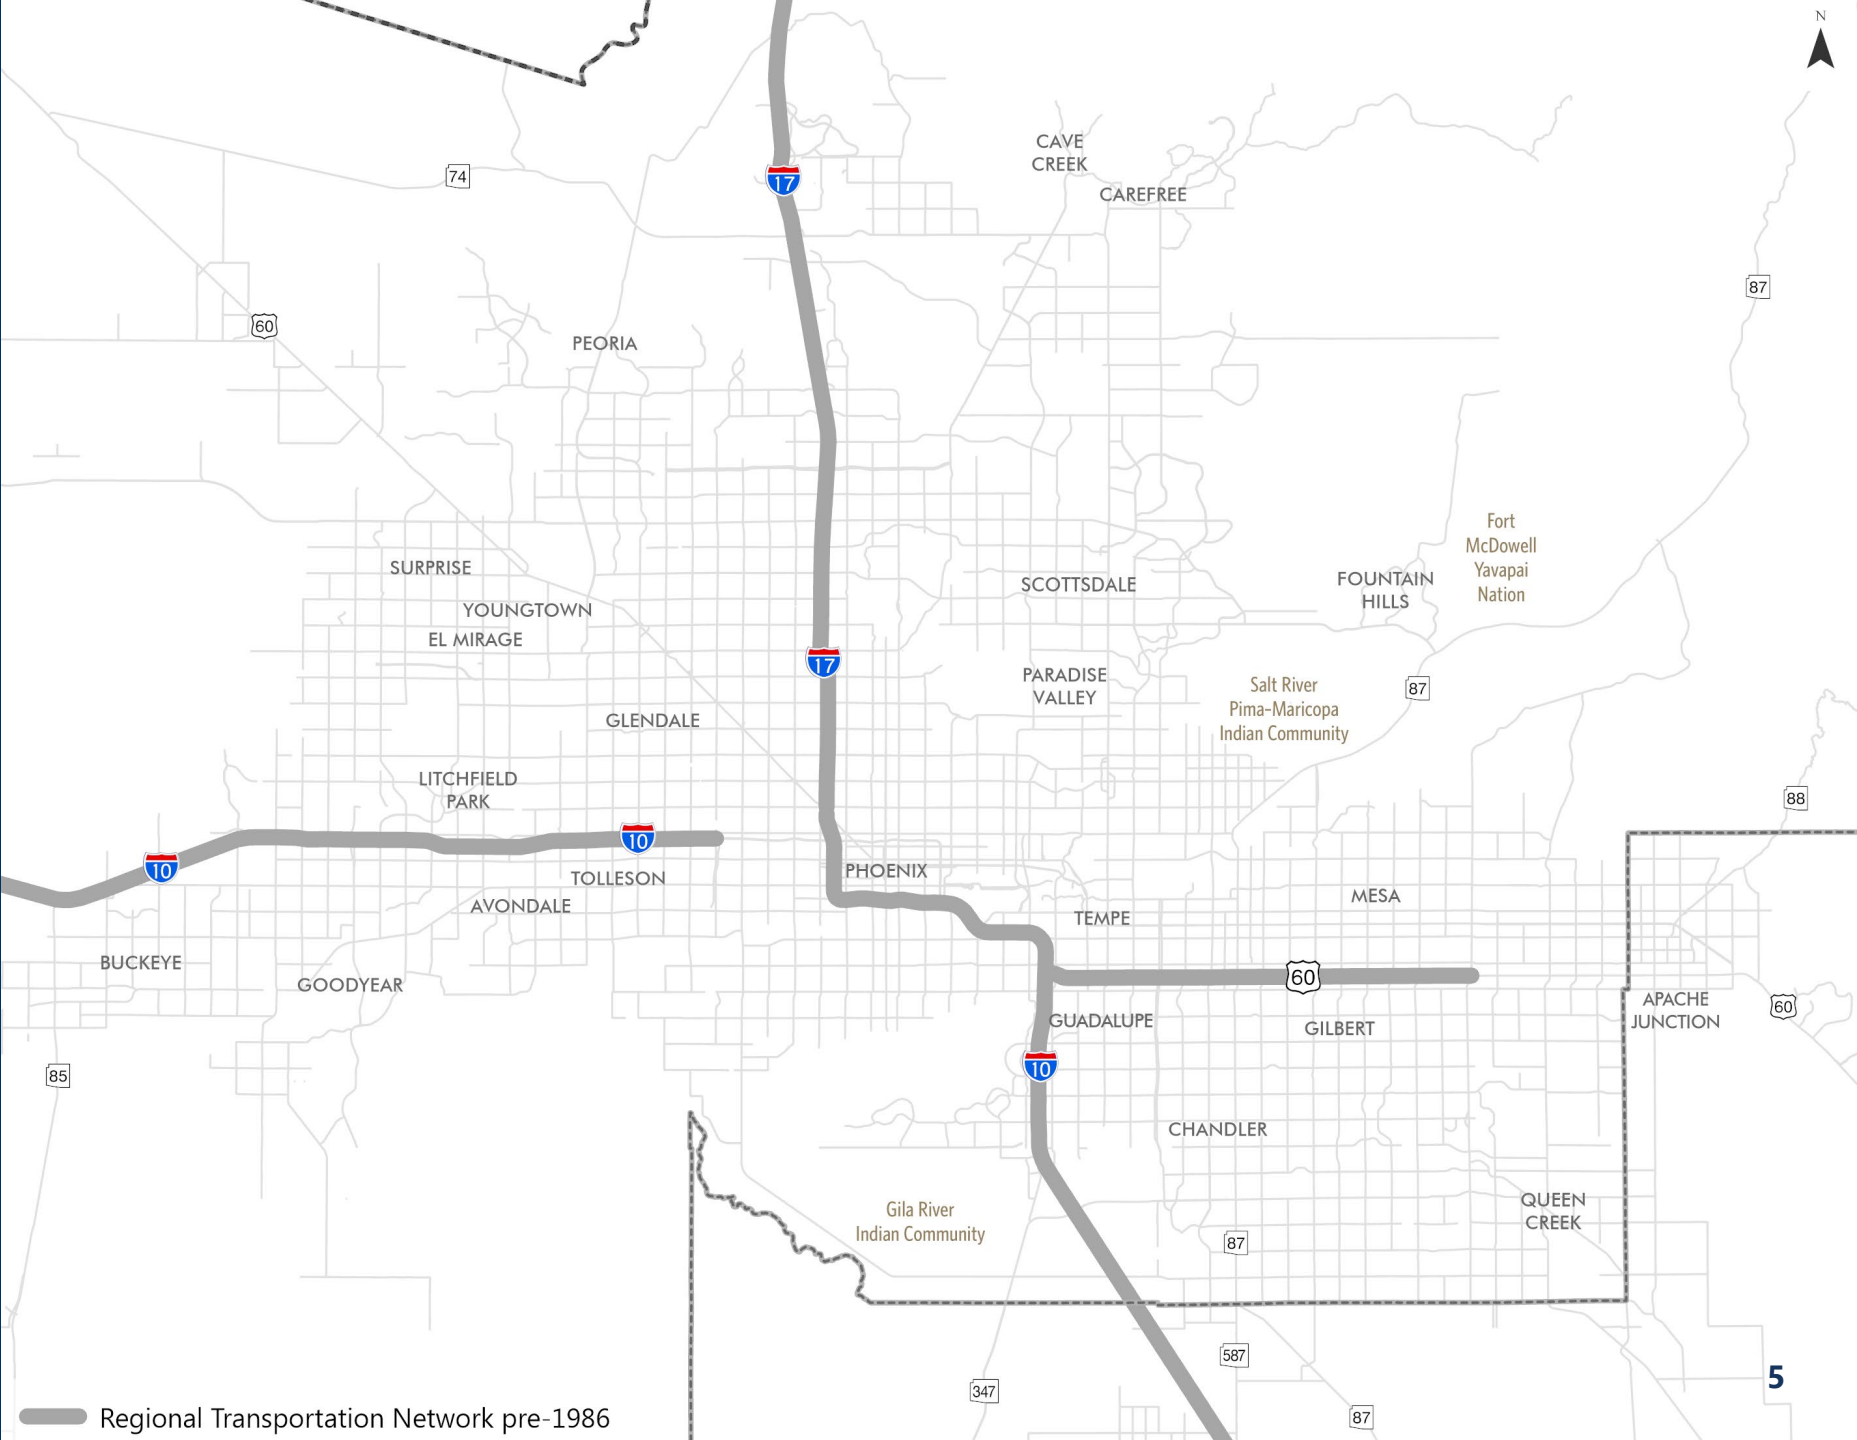 N
CAVE
CREEK
17
74
CAREFREE
87
60
PEORIA
Fort
McDowell
Yavapai
Nation
SURPRISE
SCOTTSDALE
FOUNTAIN
HILLS
YOUNGTOWN
EL MIRAGE
17
PARADISE
VALLEY
Salt River
Pima-Maricopa
Indian Community
87
GLENDALE
LITCHFIELD
PARK
88
10
10
PHOENIX
TOLLESON
MESA
AVONDALE
TEMPE
BUCKEYE
60
GOODYEAR
APACHE
JUNCTION
60
GUADALUPE
GILBERT
10
85
CHANDLER
QUEEN
CREEK
Gila River
Indian Community
87
587
5
347
87
Regional Transportation Network pre-1986